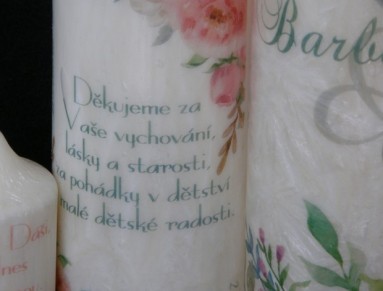 Děkujeme za
Vaše vychování,
lásky a starosti,
za pohádky v dětství
malé dětské radosti.
Barb
&